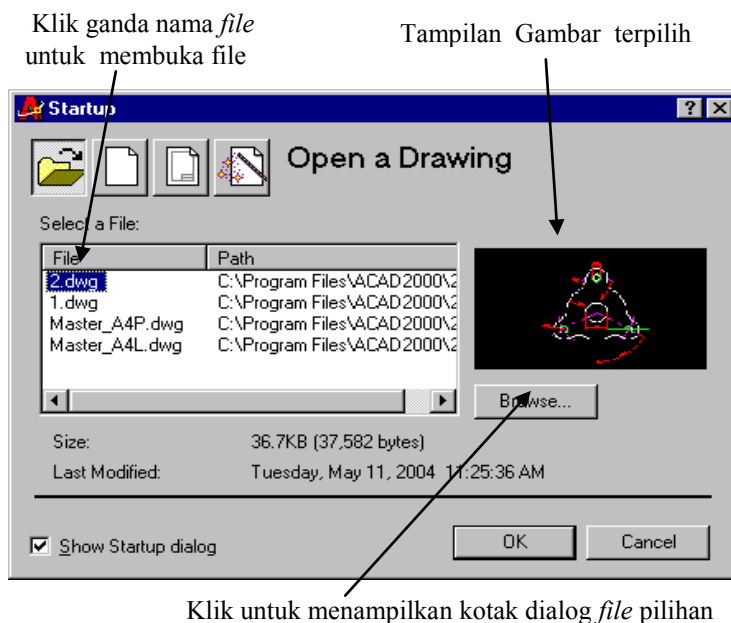 Klik ganda nama file
untuk membuka file
Tampilan Gambar terpilih
Startup
Open a Drawing
Select a File:
File Path
2.dwg C:\Program Files\ACAD2000\2
1.dwg C:\Program Files\ACAD2000\2
Master_A4P.dwg C:\Program Files\ACAD2000\2
Master_A4L.dwg C:\Program Files\ACAD2000\2
Browse...
Size: 36.7KB (37,582 bytes)
Last Modified: Tuesday, May 11, 2004 11:25:36 AM
Show Startup dialog
OK Cancel
Klik untuk menampilkan kotak dialog file pilihan